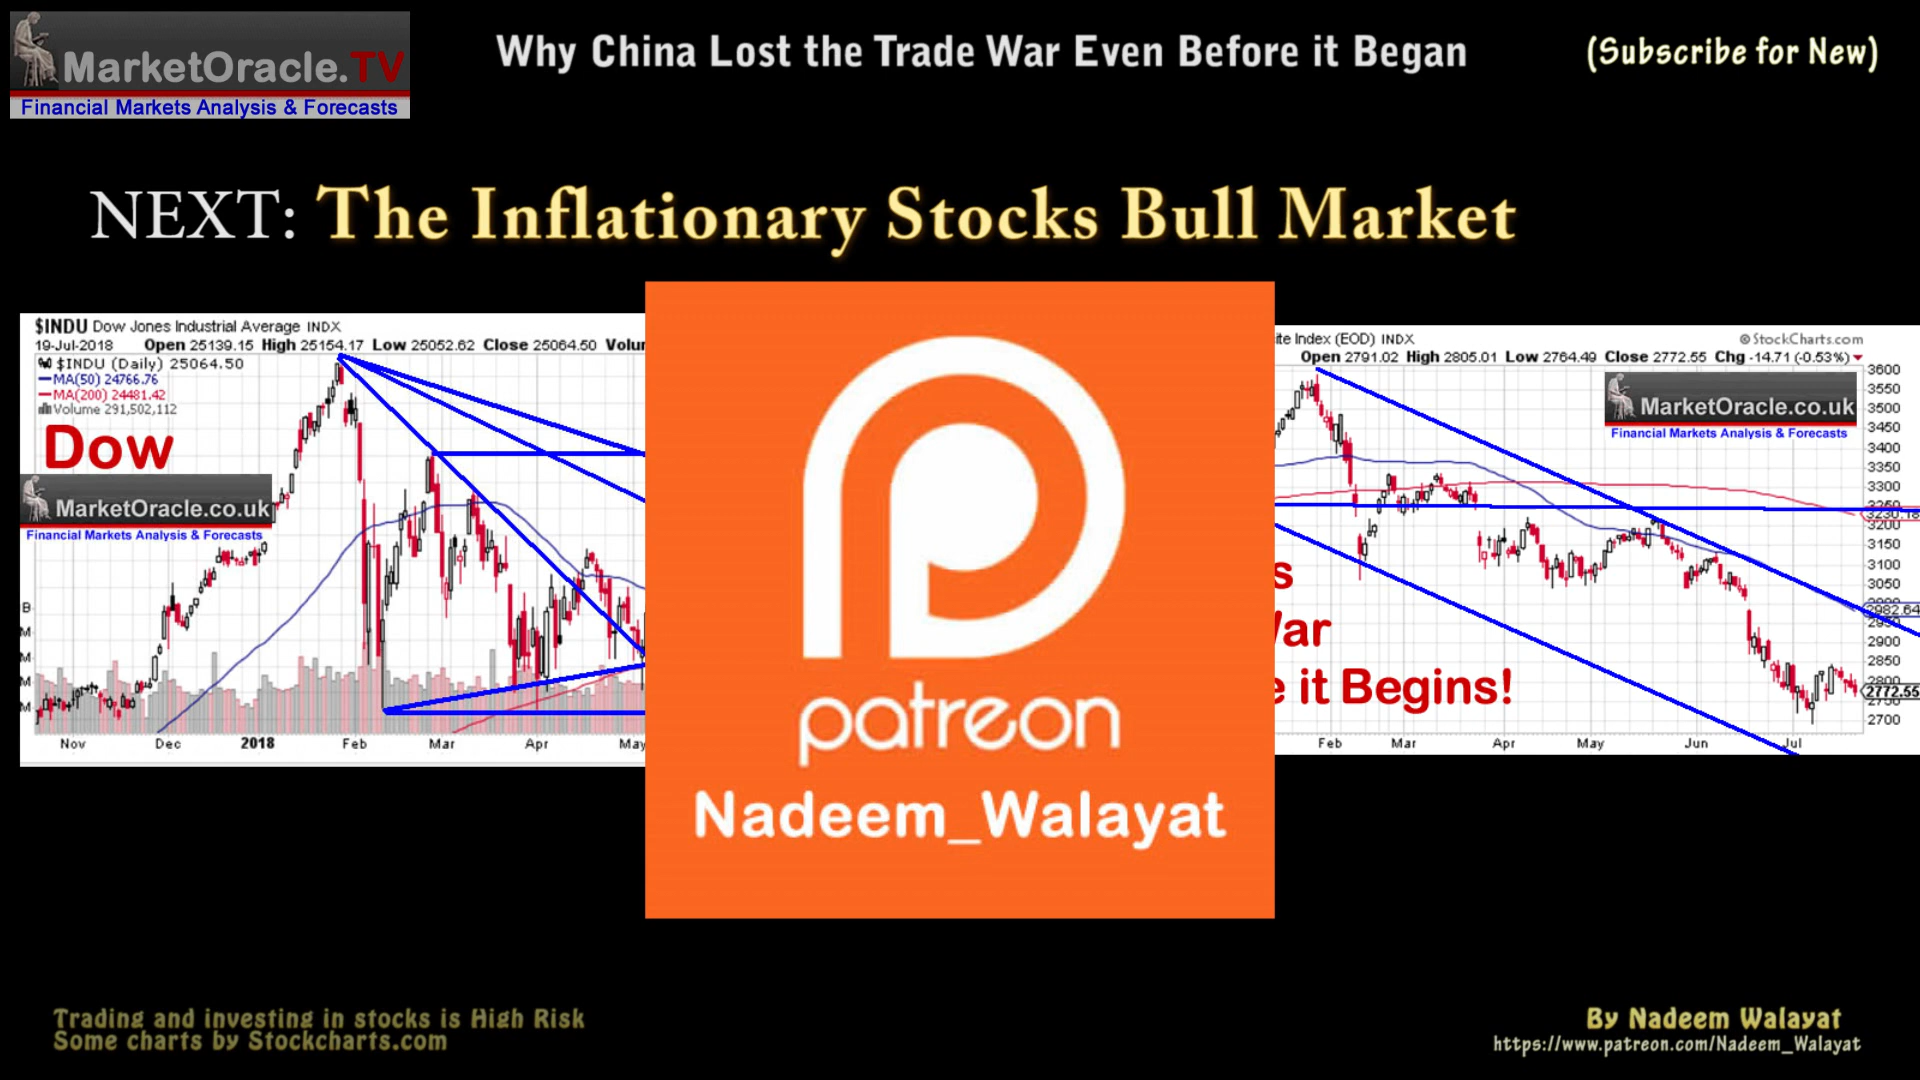 MarketOracle.TV
Financial Markets Analysis & Forecasts
Why China Lost the Trade War Even Before it Began
(Subscribe for New)
NEXT: The Inflationary Stocks Bull Market
$INDU Dow Jones Industrial Average INDX
19-Jul-2018 Open 25139.15 High 25154.17 Low 25052.62 Close 25064.50 Volur
$INDU (Daily) 25064.50
MA(50) 24766.76
MA(200) 24481.42
Volume 291,502,112
Dow
MarketOracle.co.uk
Financial Markets Analysis & Forecasts
B
M
M
M
M
Nov Dec 2018 Feb Mar Apr May
patreon
Nadeem_Walayat
ite Index (EOD) INDX
© StockCharts.com
Open 2791.02 High 2805.01 Low 2764.49 Close 2772.55 Chg -14.71 (-0.53%)
MarketOracle.co.uk
Financial Markets Analysis & Forecasts
3600
3550
3500
3450
3400
3350
3300
3200
3150
3100
3050
2982.64
2900
2850
2772.55
2700
s
Var
e it Begins!
Feb Mar Apr May Jun Jul
Trading and investing in stocks is High Risk
Some charts by Stockcharts.com
By Nadeem Walayat
https://www.patreon.com/Nadeem_Walayat